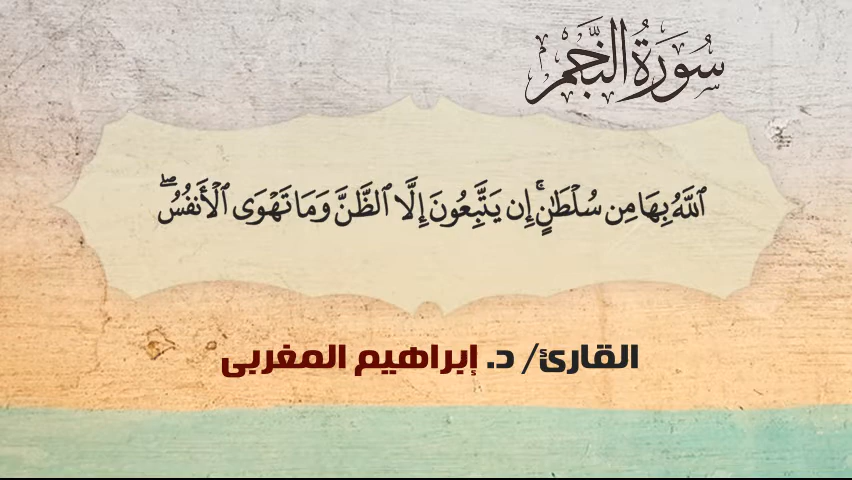 سُورَةُ النَّجْمِ
ٱللَّهُ بِهَا مِن سُلۡطَٰنٍۚ إِن يَتَّبِعُونَ إِلَّا ٱلظَّنَّ وَمَا تَهۡوَى ٱلۡأَنفُسُۖ
القارئ/ د. إبراهيم المغربى